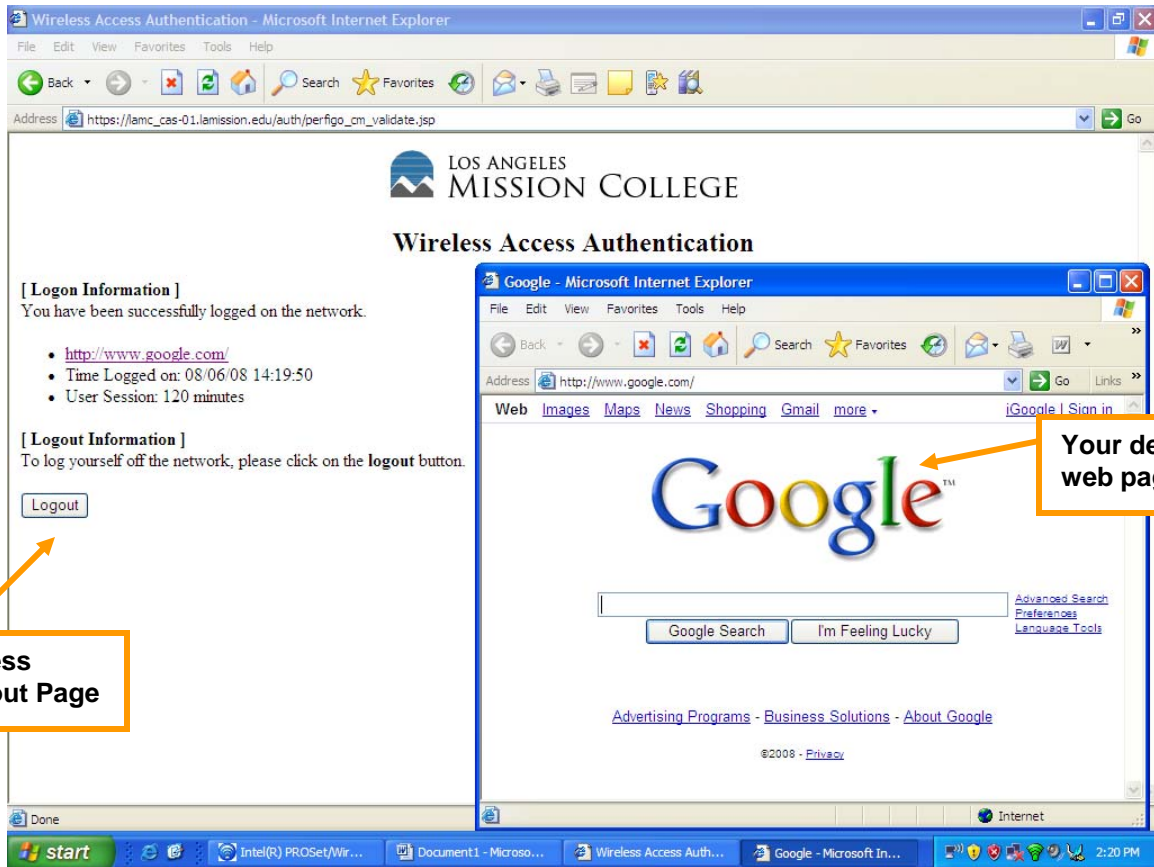 Wireless Access Authentication - Microsoft Internet Explorer
File Edit View Favorites Tools Help
Back Search Favorites
Address https://lamc_cas-01.lamission.edu/auth/perfigo_cm_validate.jsp Go
LOS ANGELES
MISSION COLLEGE
Wireless Access Authentication
[ Logon Information ]
You have been successfully logged on the network.
• http://www.google.com/
• Time Logged on: 08/06/08 14:19:50
• User Session: 120 minutes
[ Logout Information ]
To log yourself off the network, please click on the logout button.
Logout
ess
out Page
Done
Google - Microsoft Internet Explorer
File Edit View Favorites Tools Help
Back Search Favorites
Address http://www.google.com/ Go Links
Web Images Maps News Shopping Gmail more iGoogle | Sign in
Your de
web pag
Google™
Advanced Search
Preferences
Language Tools
Google Search I'm Feeling Lucky
Advertising Programs - Business Solutions - About Google
©2008 - Privacy
Internet
start Intel(R) PROSet/Wir... Document1 - Microso... Wireless Access Auth... Google - Microsoft In... 2:20 PM